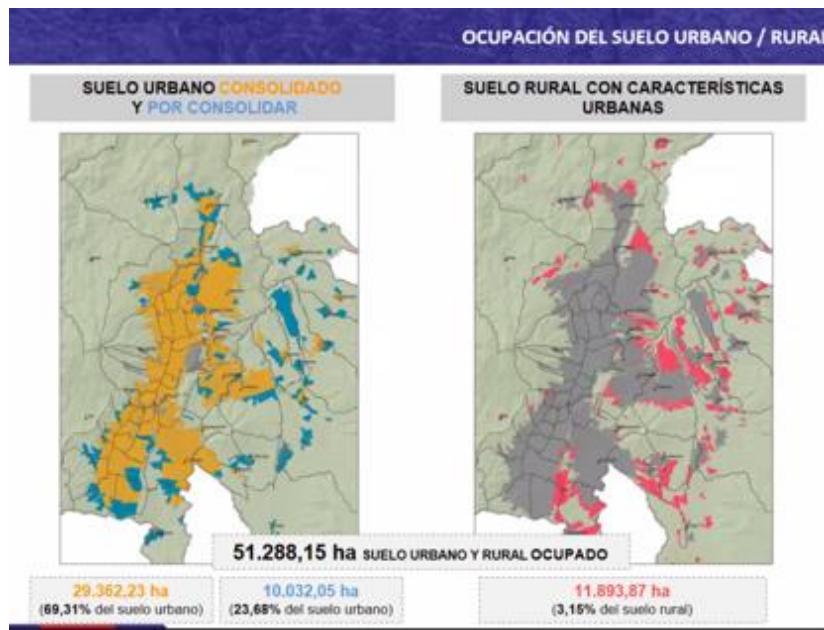 OCUPACIÓN DEL SUELO URBANO / RURAL
SUELO URBANO CONSOLIDADO
Y POR CONSOLIDAR
SUELO RURAL CON CARACTERÍSTICAS
URBANAS
51.288,15 ha SUELO URBANO Y RURAL OCUPADO
29.362,23 ha
(69,31% del suelo urbano)
10.032,05 ha
(23,68% del suelo urbano)
11.893,87 ha
(3,15% del suelo rural)